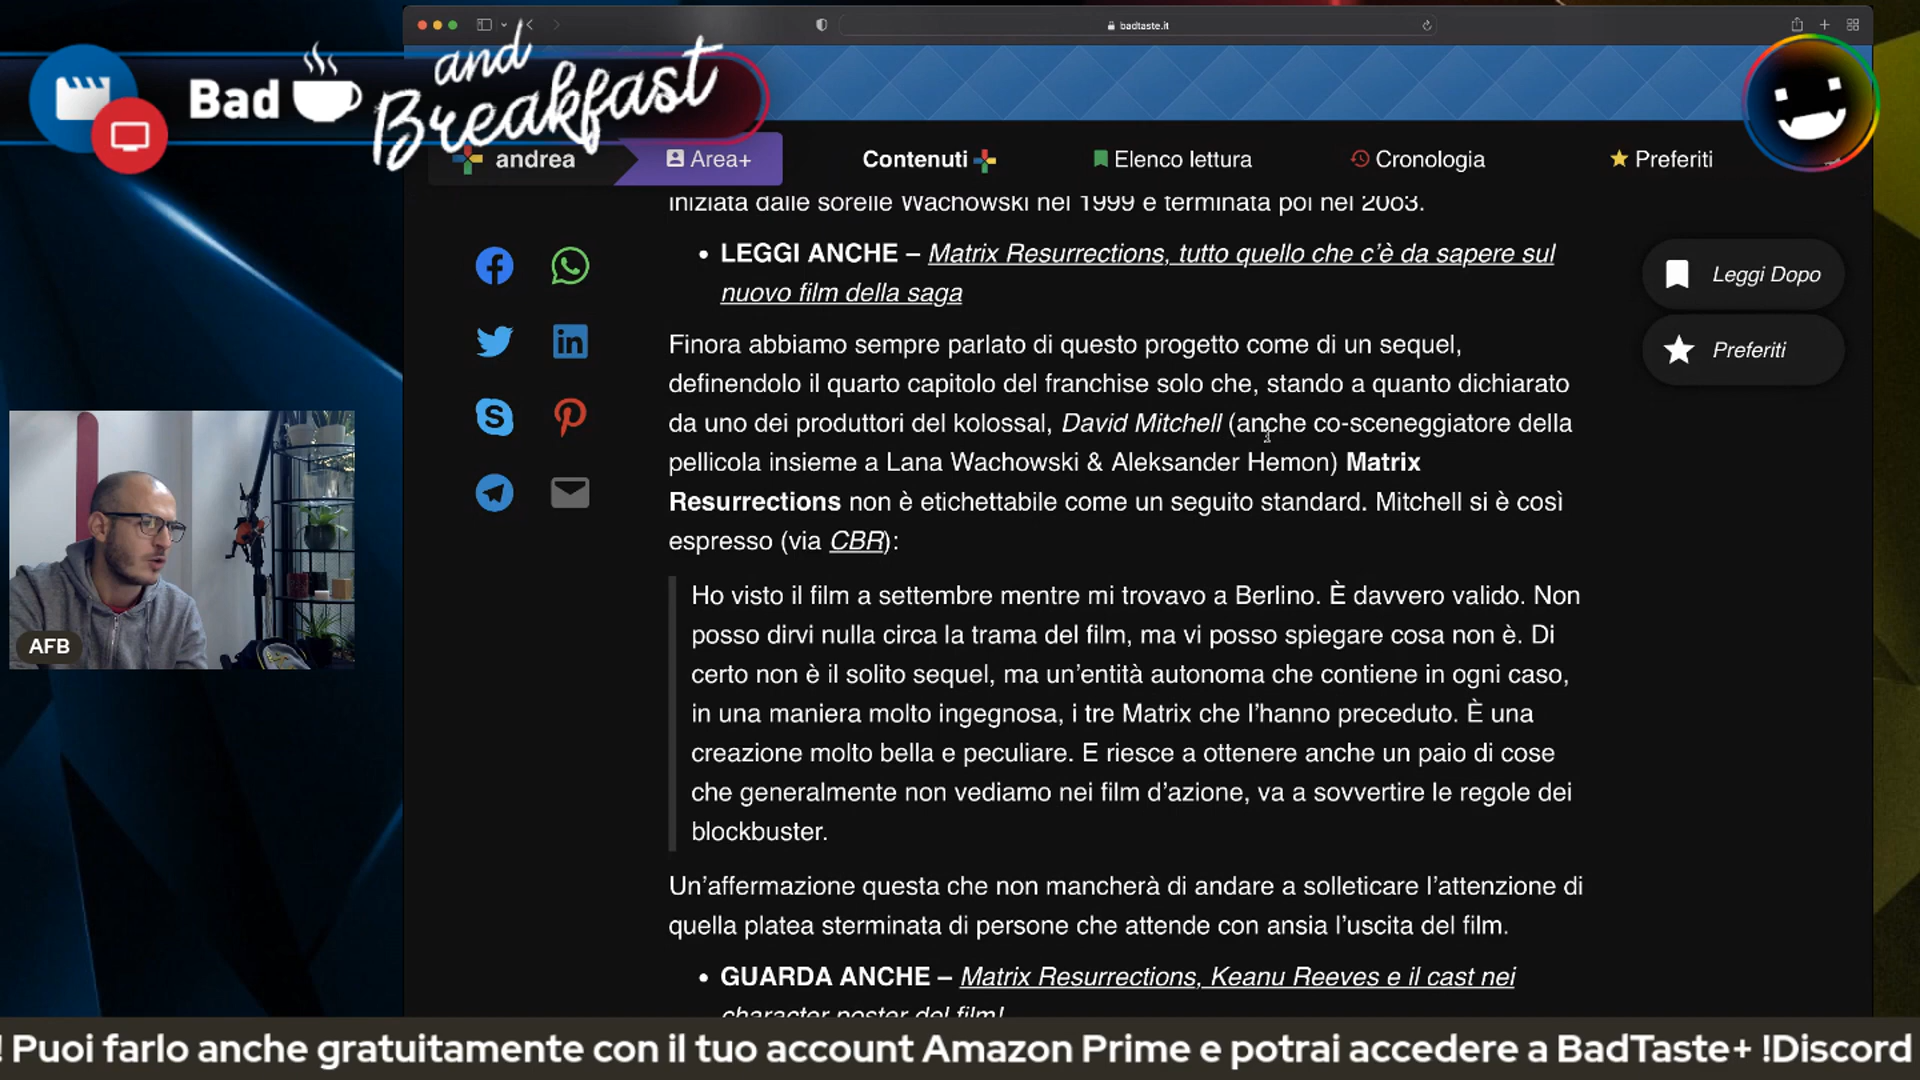 badtaste.it
Bad and Breakfast
andrea
Area+
Contenuti
Elenco lettura
Cronologia
Preferiti
iniziata dalle sorelle Wachowski nel 1999 e terminata poi nel 2003.
• LEGGI ANCHE – Matrix Resurrections, tutto quello che c'è da sapere sul
nuovo film della saga
Leggi Dopo
Preferiti
Finora abbiamo sempre parlato di questo progetto come di un sequel,
definendolo il quarto capitolo del franchise solo che, stando a quanto dichiarato
da uno dei produttori del kolossal, David Mitchell (anche co-sceneggiatore della
pellicola insieme a Lana Wachowski & Aleksander Hemon) Matrix
Resurrections non è etichettabile come un seguito standard. Mitchell si è così
espresso (via CBR):
Ho visto il film a settembre mentre mi trovavo a Berlino. È davvero valido. Non
posso dirvi nulla circa la trama del film, ma vi posso spiegare cosa non è. Di
certo non è il solito sequel, ma un'entità autonoma che contiene in ogni caso,
in una maniera molto ingegnosa, i tre Matrix che l'hanno preceduto. È una
creazione molto bella e peculiare. E riesce a ottenere anche un paio di cose
che generalmente non vediamo nei film d'azione, va a sovvertire le regole dei
blockbuster.
AFB
Un'affermazione questa che non mancherà di andare a solleticare l'attenzione di
quella platea sterminata di persone che attende con ansia l'uscita del film.
• GUARDA ANCHE – Matrix Resurrections, Keanu Reeves e il cast nei
character poster del film!
! Puoi farlo anche gratuitamente con il tuo account Amazon Prime e potrai accedere a BadTaste+ !Discord